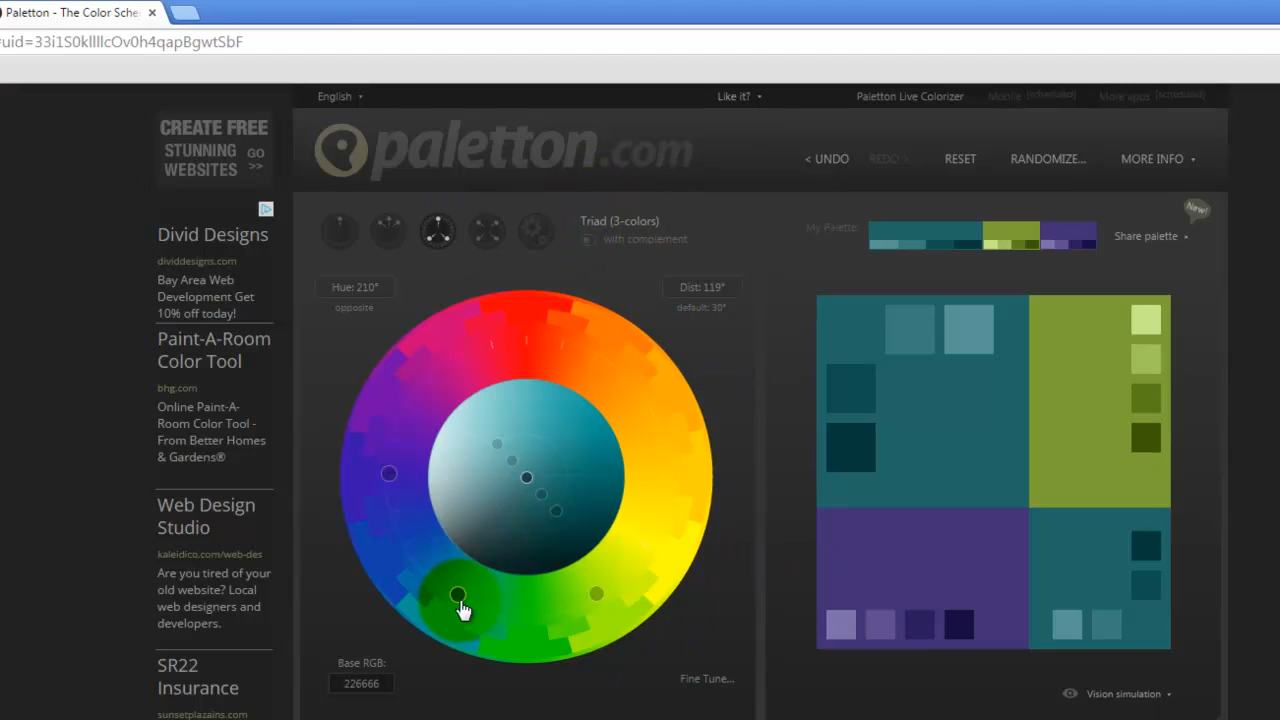 Paletton - The Color Sche
#uid=33i1S0kllllcOv0h4qapBgwtSbF
English
Like it?
Paletton Live Colorizer
Mobile (scheduled)
More apps (scheduled)
CREATE FREE
STUNNING
WEBSITES
GO
>>
paletton.com
< UNDO
REDO >
RESET
RANDOMIZE...
MORE INFO
Divid Designs
dividdesigns.com
Bay Area Web
Development Get
10% off today!
Paint-A-Room
Color Tool
bhg.com
Online Paint-A-
Room Color Tool -
From Better Homes
& Gardens®
Web Design
Studio
kaleidico.com/web-des
Are you tired of your
old website? Local
web designers and
developers.
SR22
Insurance
sunsetplazains.com
Triad (3-colors)
with complement
My Palette:
New!
Share palette
Hue: 210°
opposite
Dist: 119°
default: 30°
Base RGB:
226666
Fine Tune...
Vision simulation